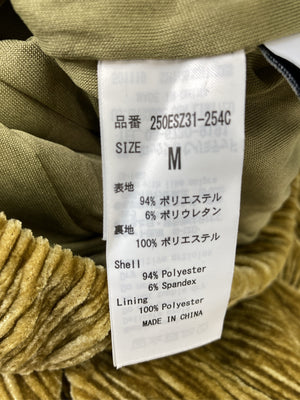 品番 250ESZ31-254C
SIZE M
表地
94% ポリエステル
6% ポリウレタン
裏地
100% ポリエステル
Shell
94% Polyester
6% Spandex
Lining
100% Polyester
MADE IN CHINA